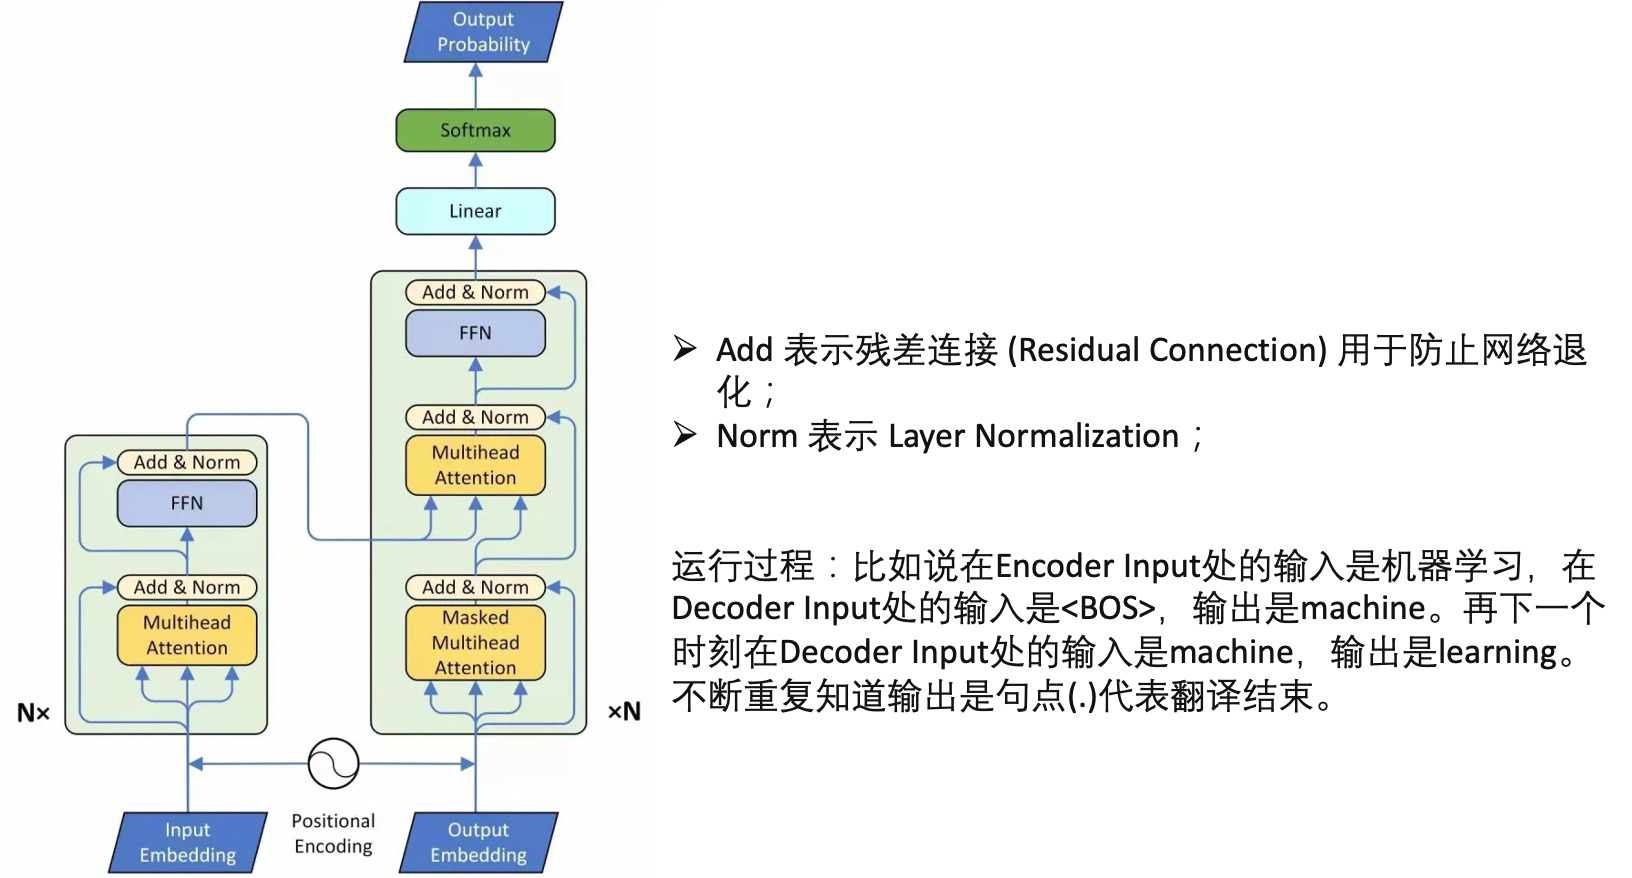 Output
Probability
Softmax
Linear
Add & Norm
FFN
Add & Norm
Multihead
Attention
Add & Norm
Masked
Multihead
Attention
×N
Add & Norm
FFN
Add & Norm
Multihead
Attention
N×
Positional
Encoding
Input
Embedding
Output
Embedding
➢ Add 表示残差连接 (Residual Connection) 用于防止网络退
化；
➢ Norm 表示 Layer Normalization；
运行过程：比如说在Encoder Input处的输入是机器学习，在
Decoder Input处的输入是<BOS>，输出是machine。再下一个
时刻在Decoder Input处的输入是machine，输出是learning。
不断重复知道输出是句点(.)代表翻译结束。